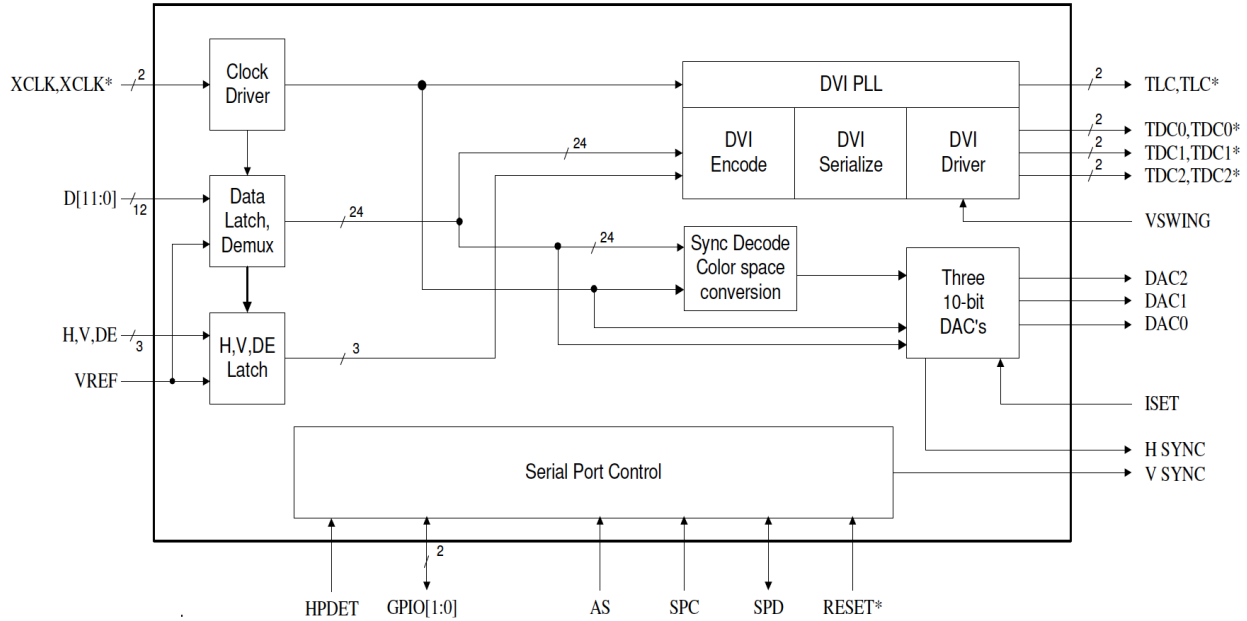 XCLK,XCLK*
2
Clock
Driver
DVI PLL
2
TLC,TLC*
DVI
Encode
DVI
Serialize
DVI
Driver
2
TDC0,TDC0*
2
TDC1,TDC1*
2
TDC2,TDC2*
24
D[11:0]
12
Data
Latch,
Demux
24
VSWING
24
Sync Decode
Color space
conversion
Three
10-bit
DAC's
DAC2
DAC1
DAC0
H,V,DE
3
H,V,DE
Latch
3
VREF
ISET
Serial Port Control
H SYNC
V SYNC
2
HPDET
GPIO[1:0]
AS
SPC
SPD
RESET*